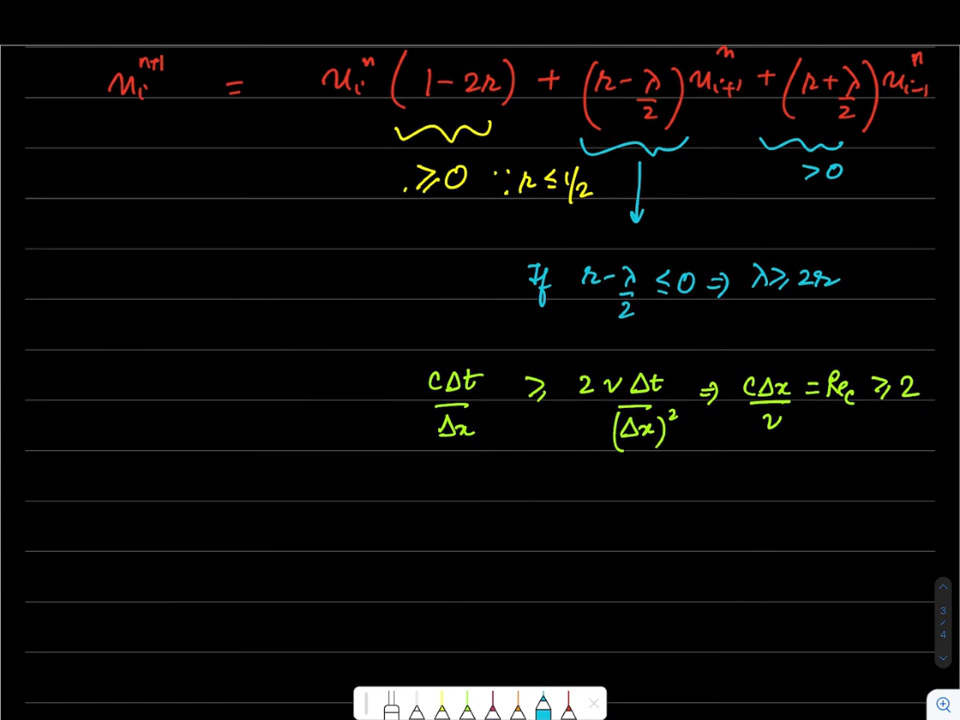 u_i^{n+1} = u_i^n (1-2r) + (r-λ/2) u_{i+1}^n + (r+λ/2) u_{i-1}^n
≥0 ∵ r ≤ 1/2 >0
If r-λ/2 ≤ 0 ⇒ λ ≥ 2r
cΔt/Δx ≥ 2νΔt/(Δx)² ⇒ cΔx/ν = Re_c ≥ 2
3
/
4